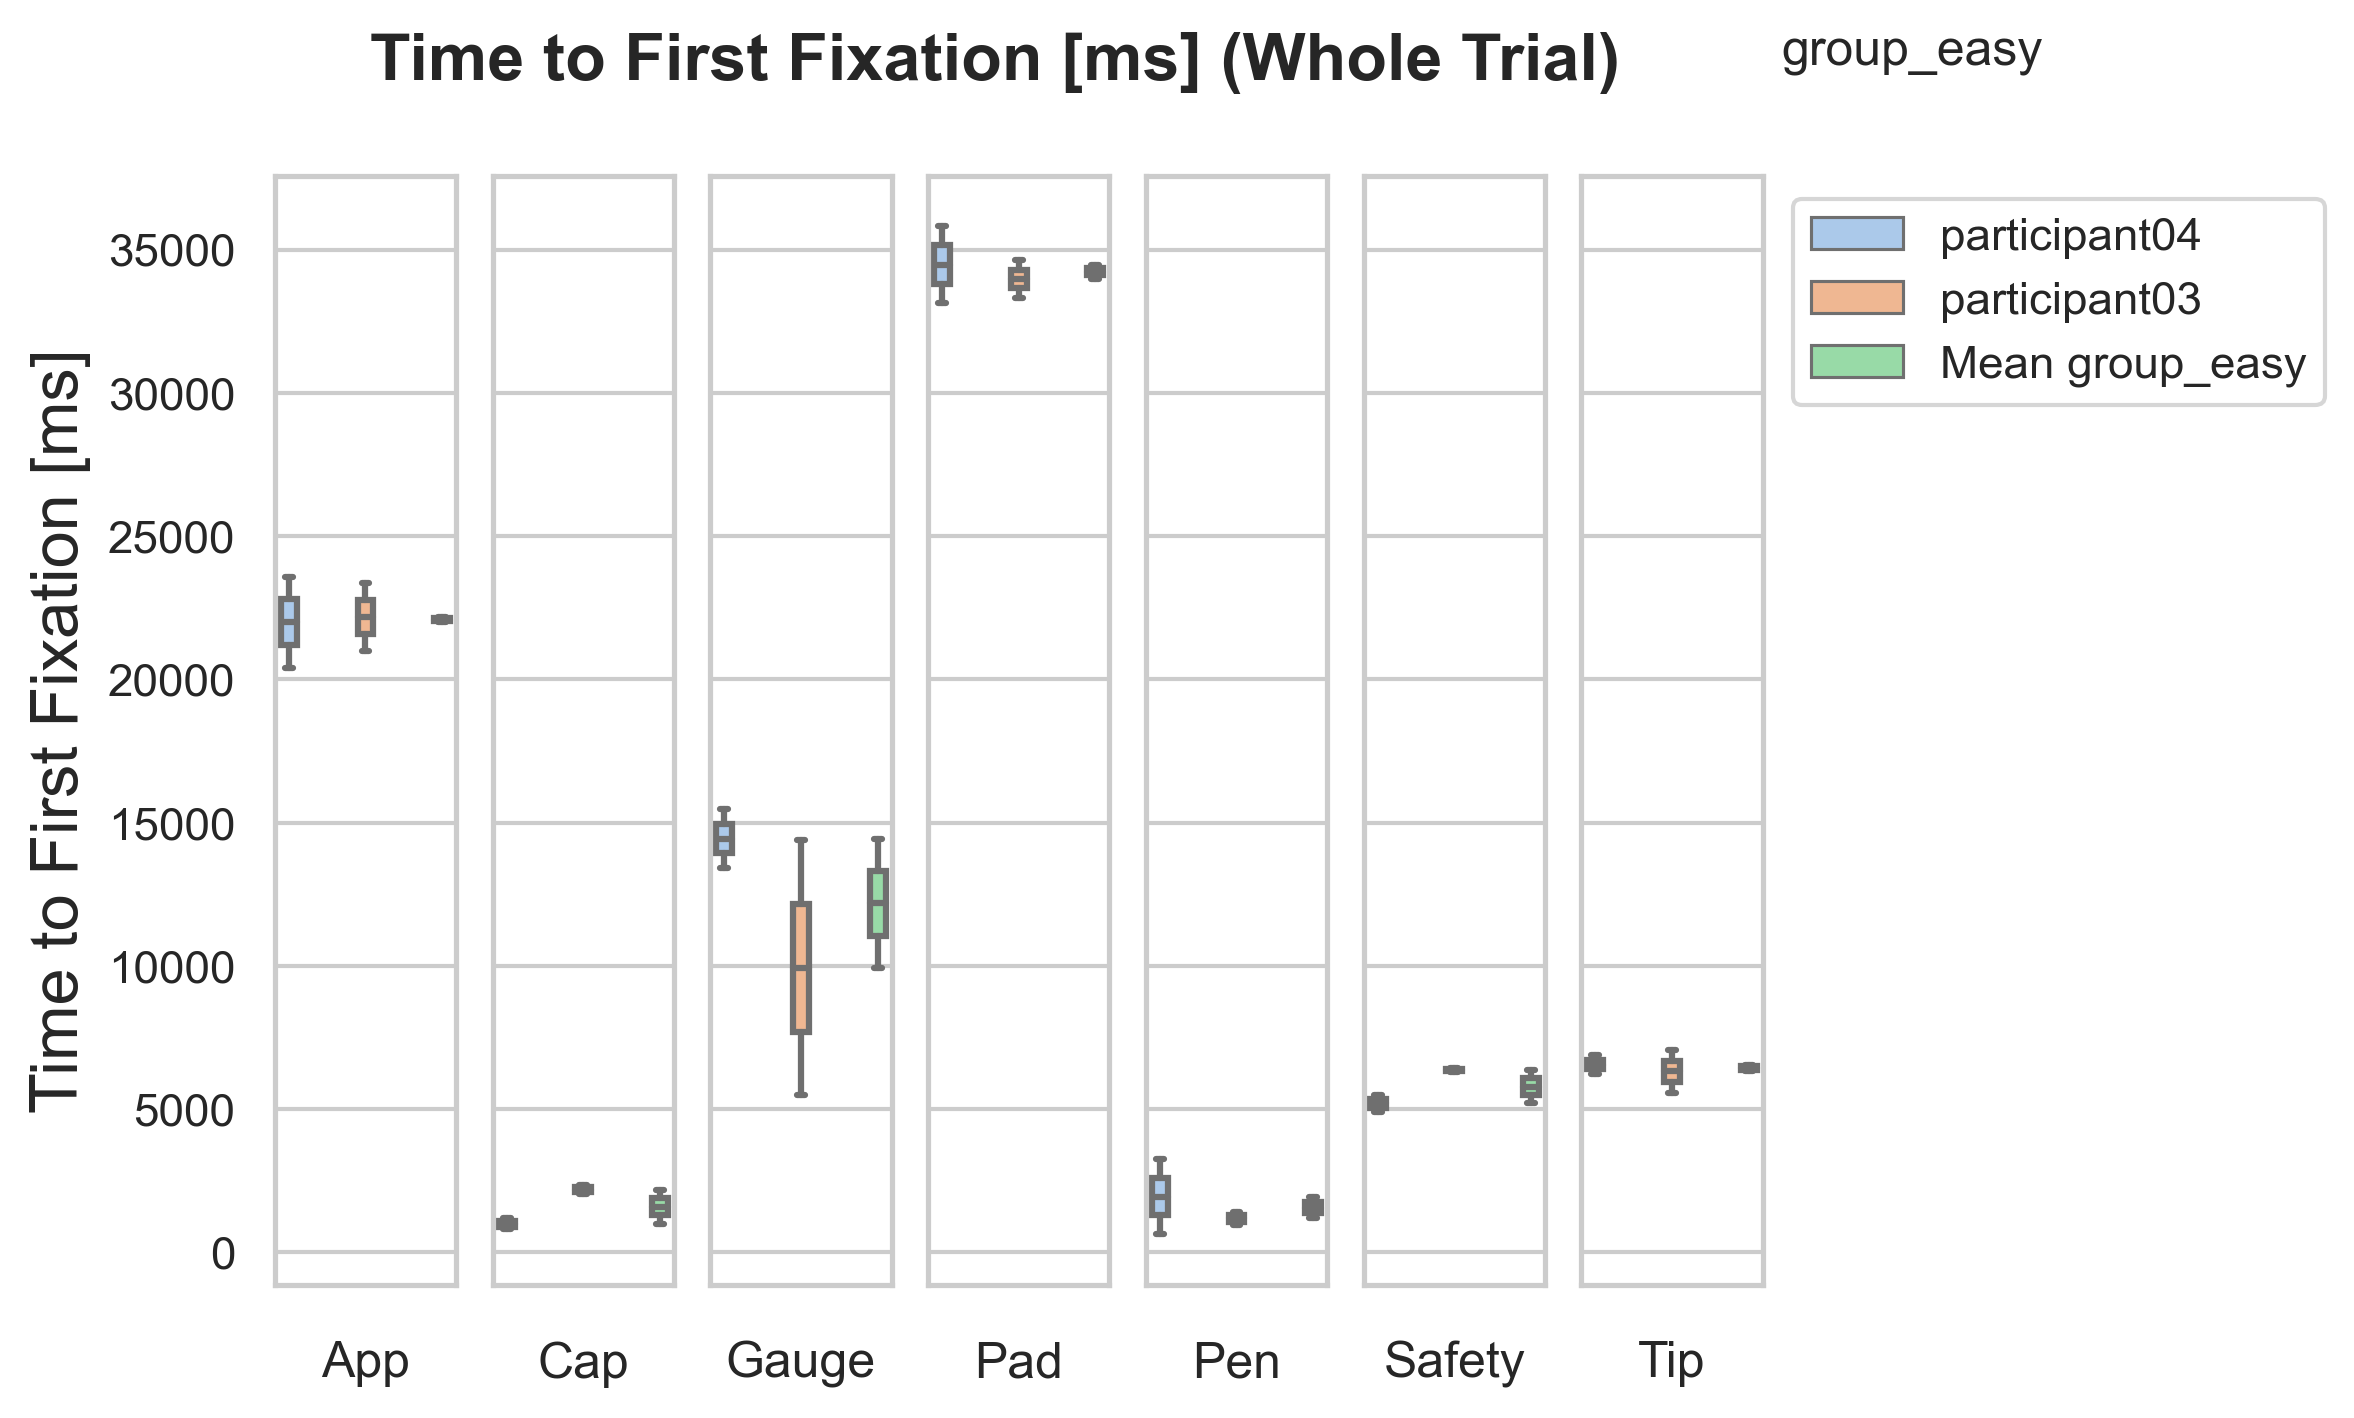 Time to First Fixation [ms] (Whole Trial)
group_easy
Time to First Fixation [ms]
35000
30000
25000
20000
15000
10000
5000
0
App
Cap
Gauge
Pad
Pen
Safety
Tip
participant04
participant03
Mean group_easy